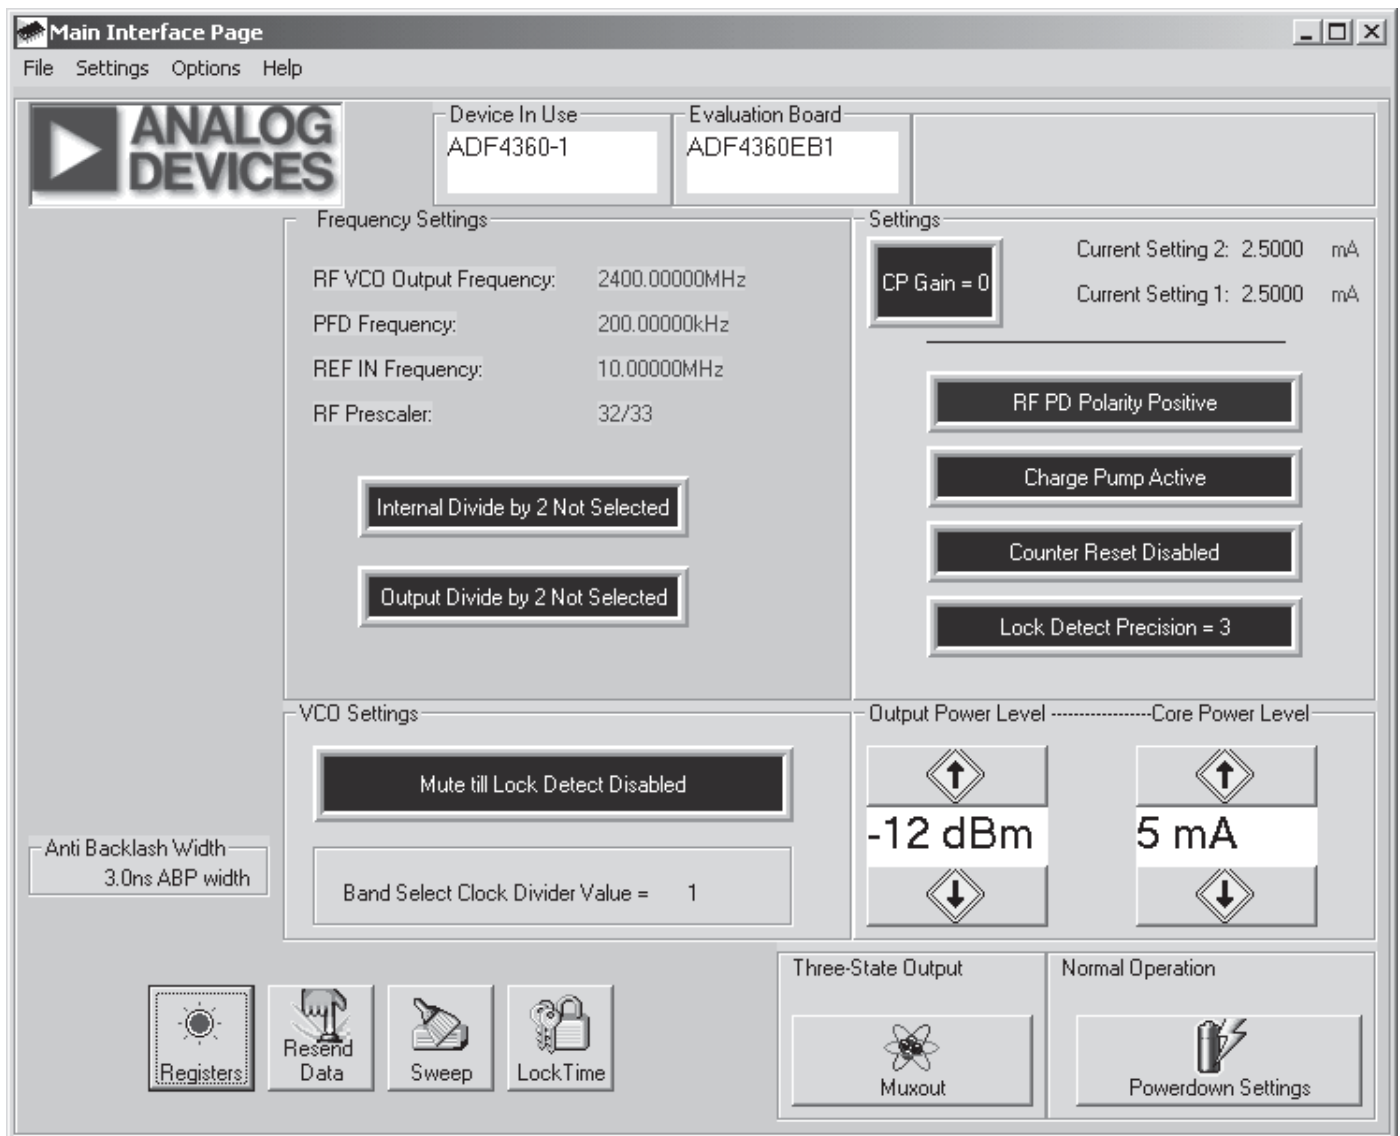 Main Interface Page
File Settings Options Help
ANALOG
DEVICES
Device In Use
ADF4360-1
Evaluation Board
ADF4360EB1
Frequency Settings
RF VCO Output Frequency: 2400.00000MHz
PFD Frequency: 200.00000kHz
REF IN Frequency: 10.00000MHz
RF Prescaler: 32/33
Internal Divide by 2 Not Selected
Output Divide by 2 Not Selected
Settings
CP Gain = 0
Current Setting 2: 2.5000 mA
Current Setting 1: 2.5000 mA
RF PD Polarity Positive
Charge Pump Active
Counter Reset Disabled
Lock Detect Precision = 3
VCO Settings
Mute till Lock Detect Disabled
Band Select Clock Divider Value = 1
Output Power Level -----------------Core Power Level
-12 dBm 5 mA
Anti Backlash Width
3.0ns ABP width
Registers
Resend
Data
Sweep
LockTime
Three-State Output
Muxout
Normal Operation
Powerdown Settings